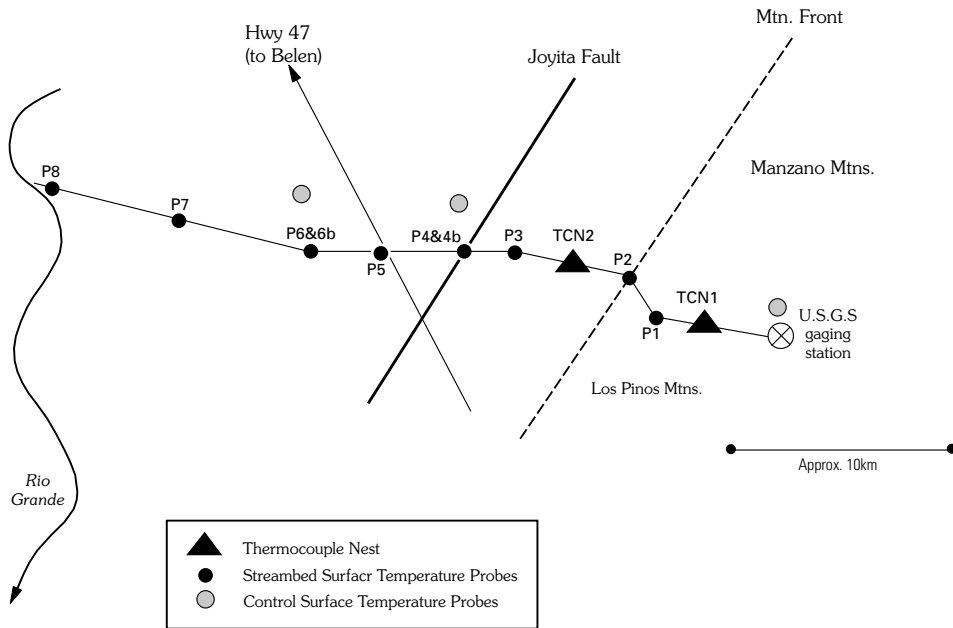 Mtn. Front
Hwy 47
(to Belen)
Joyita Fault
Manzano Mtns.
P8
P7
P6&6b
P5
P4&4b
P3
TCN2
P2
TCN1
P1
U.S.G.S
gaging
station
Los Pinos Mtns.
Approx. 10km
Rio
Grande
Thermocouple Nest
Streambed Surfacr Temperature Probes
Control Surface Temperature Probes